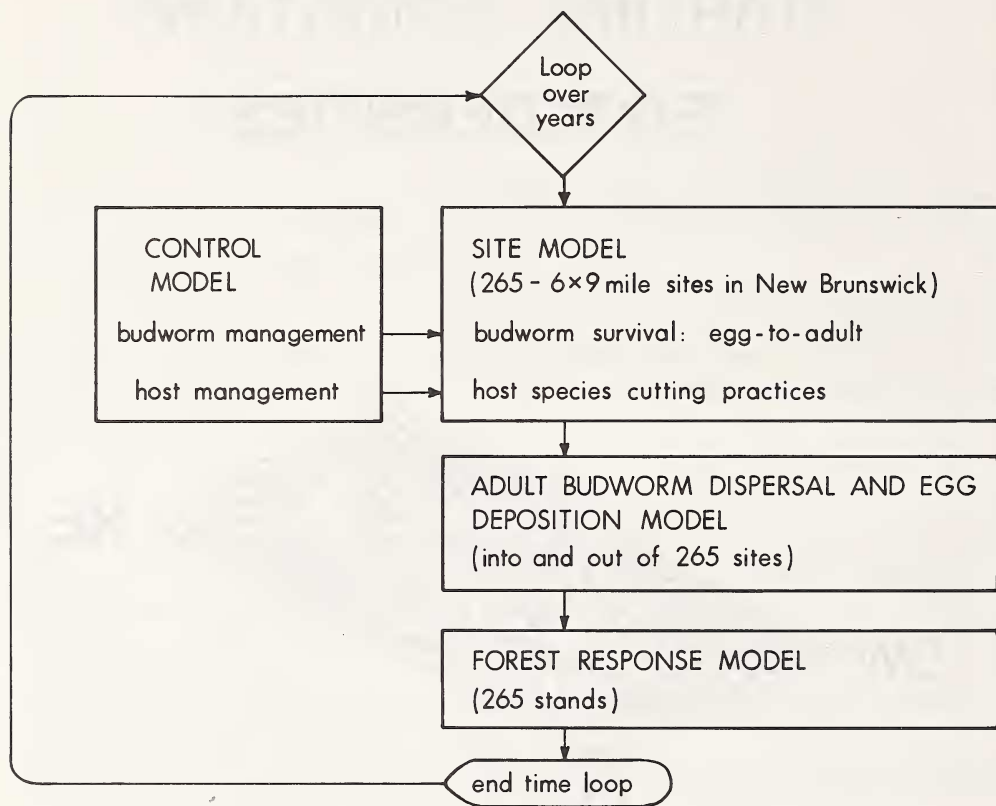 Loop
over
years
CONTROL
MODEL
budworm management
host management
SITE MODEL
(265 - 6×9 mile sites in New Brunswick)
budworm survival: egg-to-adult
host species cutting practices
ADULT BUDWORM DISPERSAL AND EGG
DEPOSITION MODEL
(into and out of 265 sites)
FOREST RESPONSE MODEL
(265 stands)
end time loop